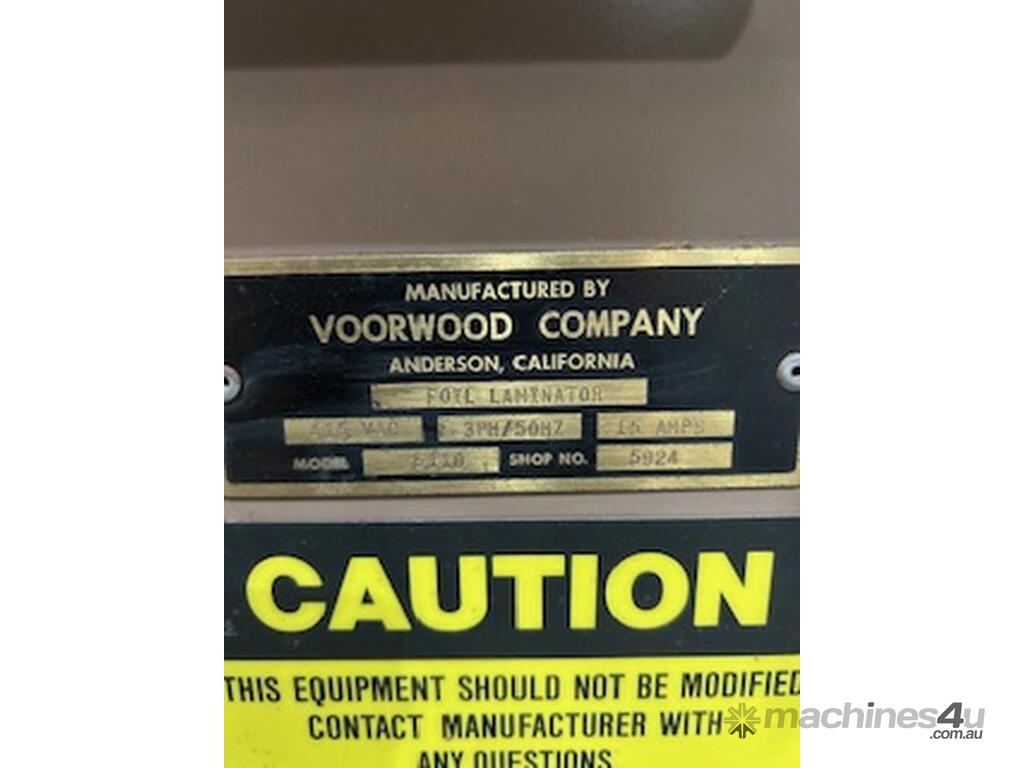 MANUFACTURED BY
VOORWOOD COMPANY
ANDERSON, CALIFORNIA
FOIL LAMINATOR
415 VAC 3PH/50HZ 15 AMPS
MODEL SHOP NO. 5924
CAUTION
THIS EQUIPMENT SHOULD NOT BE MODIFIED
CONTACT MANUFACTURER WITH
ANY QUESTIONS.
machines4u
.com.au